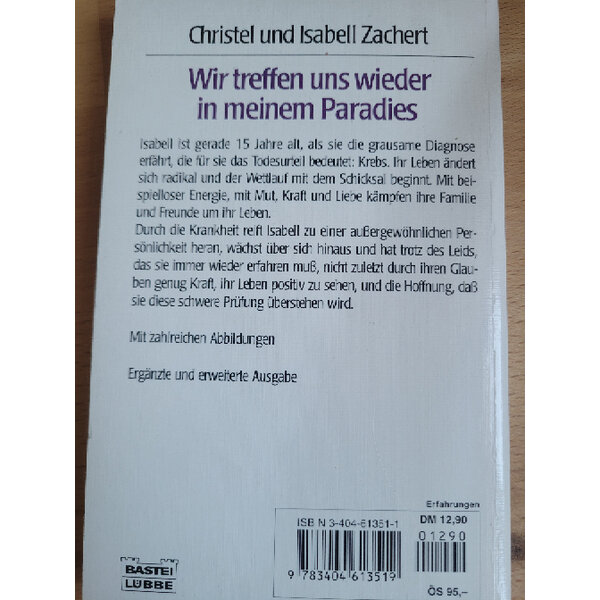 Christel und Isabell Zachert
Wir treffen uns wieder
in meinem Paradies
Isabell ist gerade 15 Jahre alt, als sie die grausame Diagnose
erfährt, die für sie das Todesurteil bedeutet: Krebs. Ihr Leben ändert
sich radikal und der Wettlauf mit dem Schicksal beginnt. Mit bei-
spielloser Energie, mit Mut, Kraft und Liebe kämpfen ihre Familie
und Freunde um ihr Leben.
Durch die Krankheit reift Isabell zu einer außergewöhnlichen Per-
sönlichkeit heran, wächst über sich hinaus und hat trotz des Leids,
das sie immer wieder erfahren muß, nicht zuletzt durch ihren Glau-
ben genug Kraft, ihr Leben positiv zu sehen, und die Hoffnung, daß
sie diese schwere Prüfung überstehen wird.
Mit zahlreichen Abbildungen
Ergänzte und erweiterte Ausgabe
Erfahrungen
ISBN 3-404-61351-1
DM 12,90
01290
9 783404 613519
ÖS 95,–
BASTEI
LÜBBE